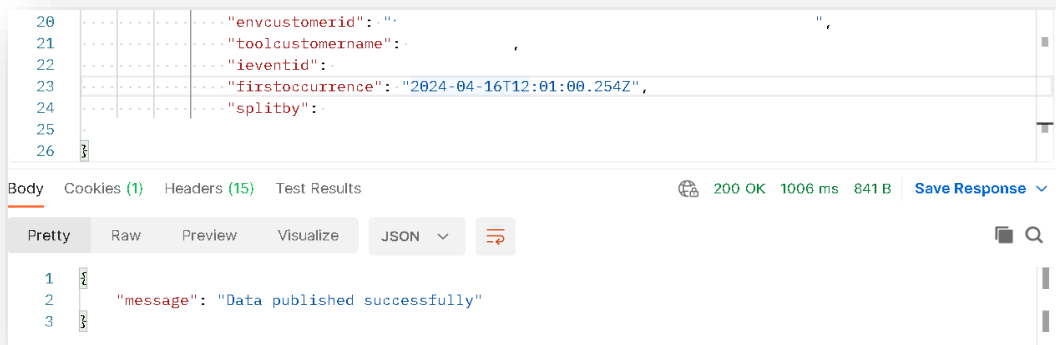 20 "envcustomerid": " ",
21 "toolcustomername": ,
22 "ieventid":
23 "firstoccurrence": "2024-04-16T12:01:00.254Z",
24 "splitby":
25
26 }
Body Cookies (1) Headers (15) Test Results 200 OK 1006 ms 841 B Save Response
Pretty Raw Preview Visualize JSON
1 {
2 "message": "Data published successfully"
3 }